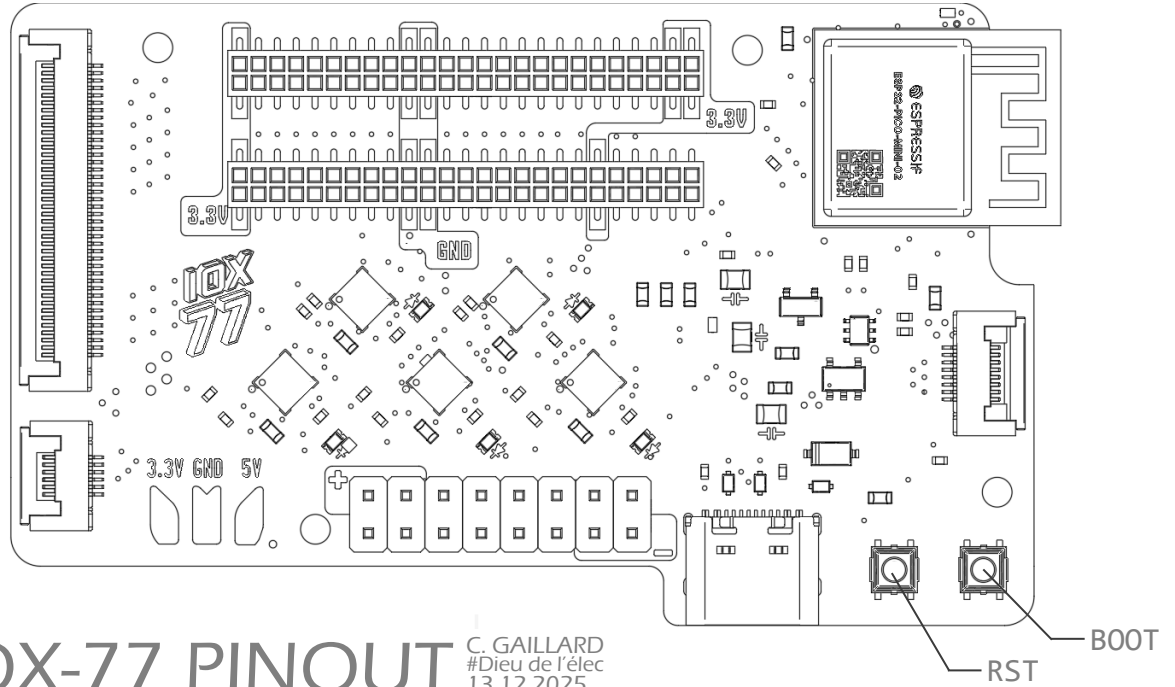 3.3V
ESPRESSIF
ESP32-PICO-MINI-02
3.3V
GND
IOX
77
3.3V GND 5V
+
-
BOOT
RST
OX-77 PINOUT
C. GAILLARD
#Dieu de l'élec
13.12.2025